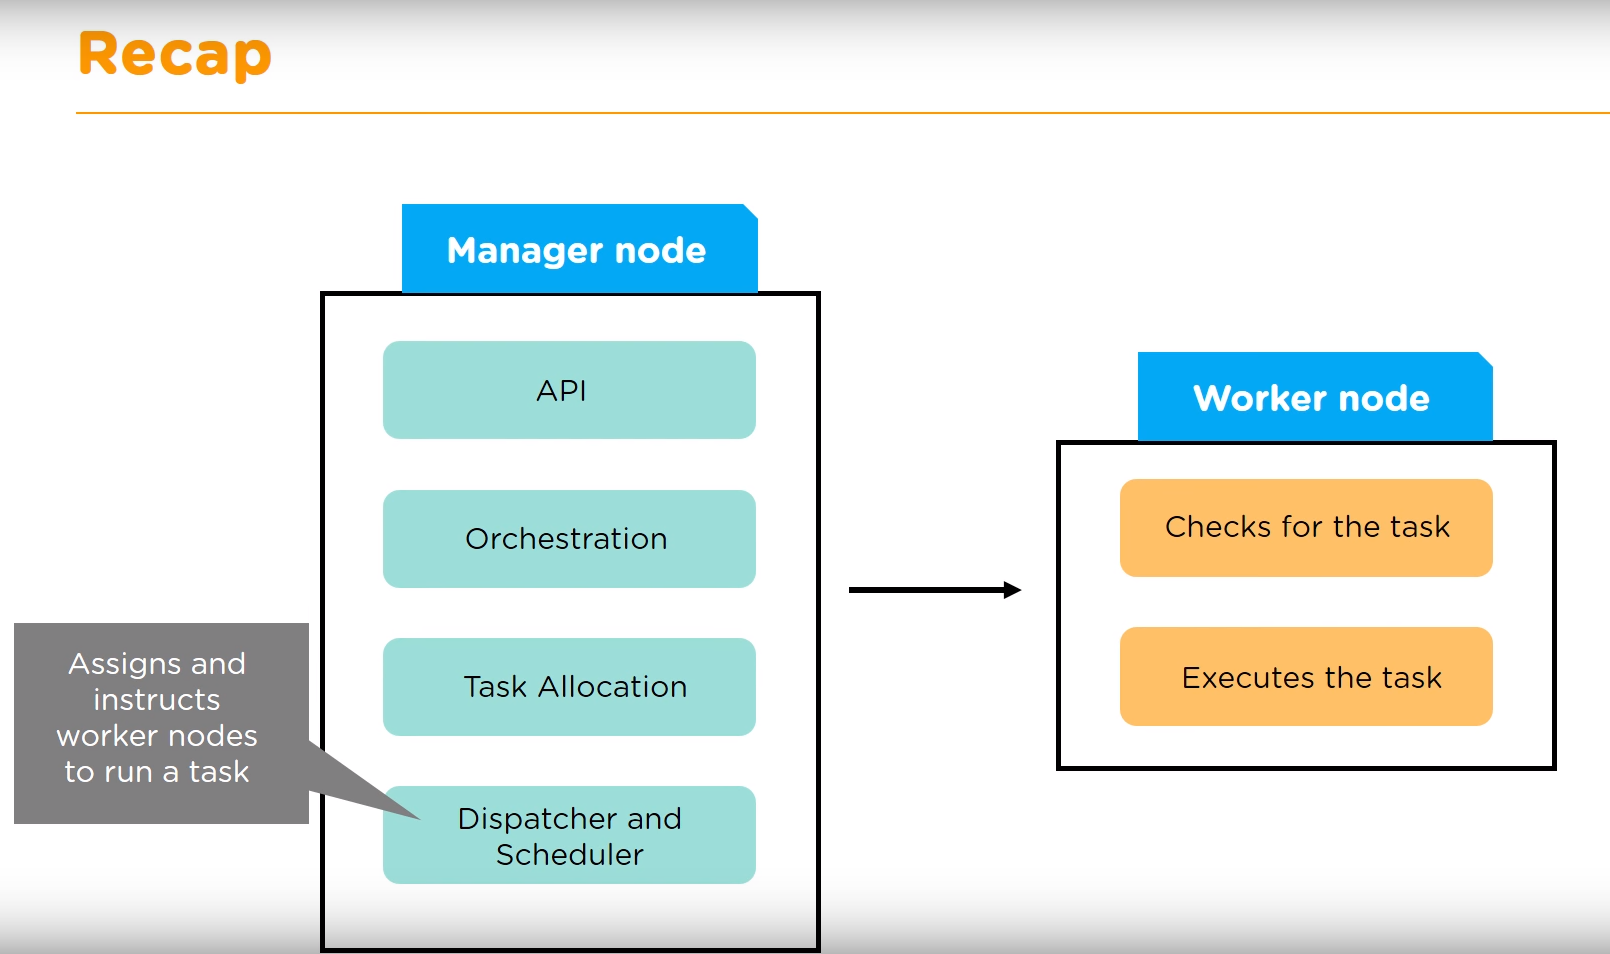 Recap
Manager node
API
Orchestration
Task Allocation
Dispatcher and
Scheduler
Assigns and
instructs
worker nodes
to run a task
Worker node
Checks for the task
Executes the task